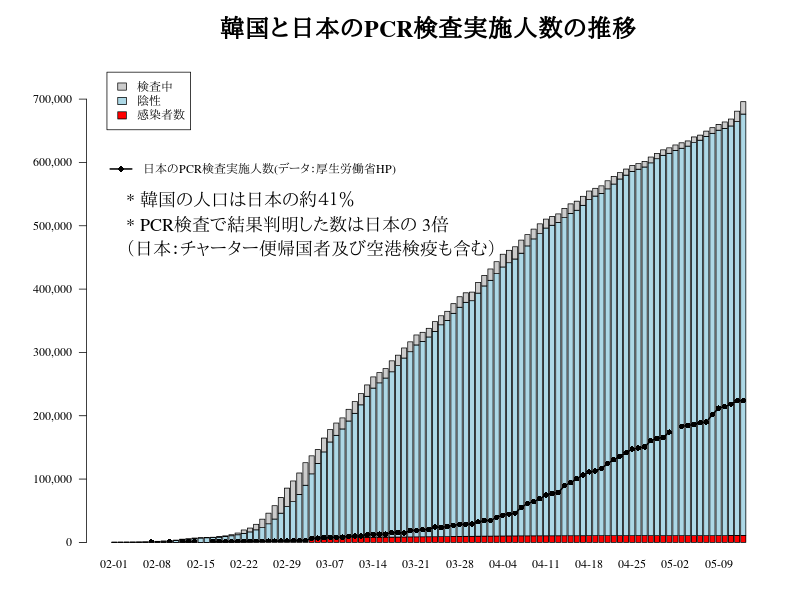 韓国と日本のPCR検査実施人数の推移
検査中
陰性
感染者数
日本のPCR検査実施人数(データ：厚生労働省HP)
* 韓国の人口は日本の約41%
* PCR検査で結果判明した数は日本の 3倍
（日本：チャーター便帰国者及び空港検疫も含む）
700,000
600,000
500,000
400,000
300,000
200,000
100,000
0
02-01 02-08 02-15 02-22 02-29 03-07 03-14 03-21 03-28 04-04 04-11 04-18 04-25 05-02 05-09